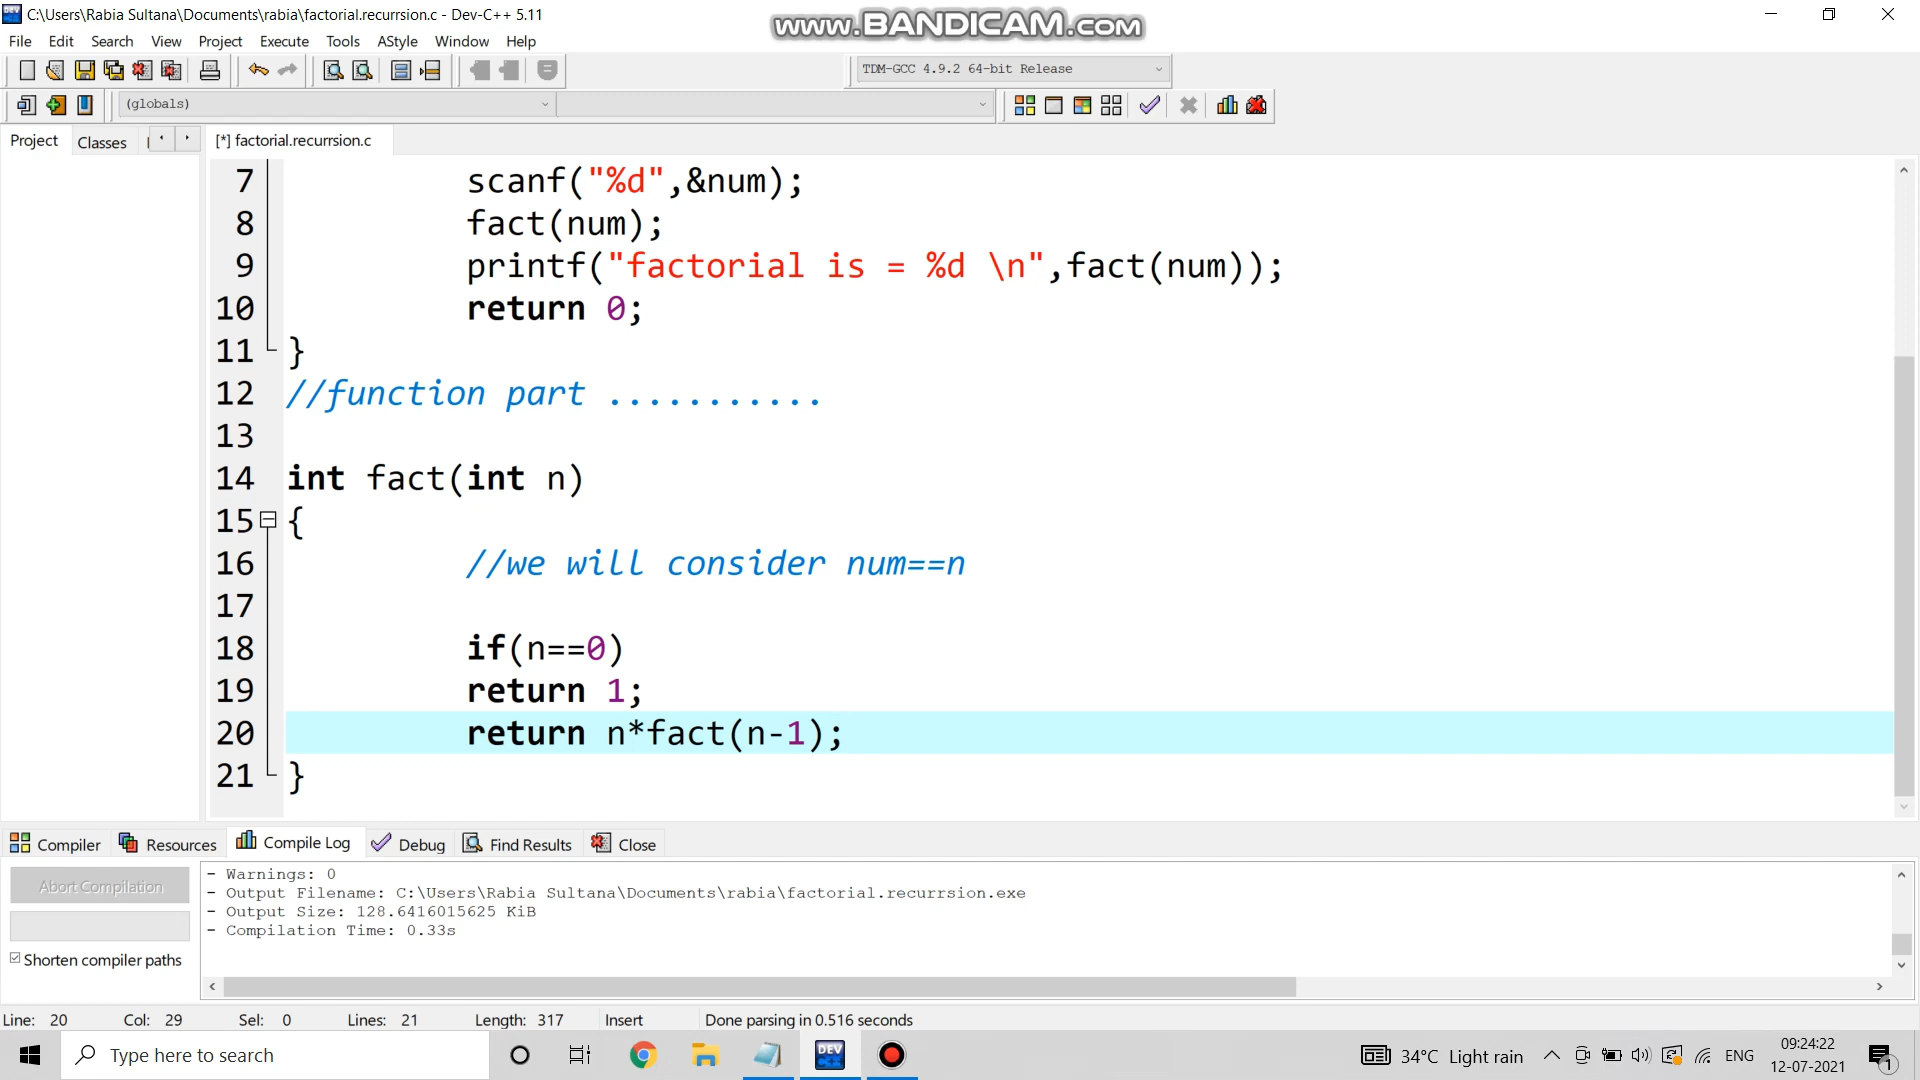 C:\Users\Rabia Sultana\Documents\rabia\factorial.recurrsion.c - Dev-C++ 5.11
www.BANDICAM.com
File Edit Search View Project Execute Tools AStyle Window Help
TDM-GCC 4.9.2 64-bit Release
(globals)
Project Classes
[*] factorial.recurrsion.c
7 scanf("%d",&num);
8 fact(num);
9 printf("factorial is = %d \n",fact(num));
10 return 0;
11 }
12 //function part ...........
13
14 int fact(int n)
15 {
16 //we will consider num==n
17
18 if(n==0)
19 return 1;
20 return n*fact(n-1);
21 }
Compiler Resources Compile Log Debug Find Results Close
Abort Compilation
Shorten compiler paths
- Warnings: 0
- Output Filename: C:\Users\Rabia Sultana\Documents\rabia\factorial.recurrsion.exe
- Output Size: 128.6416015625 KiB
- Compilation Time: 0.33s
Line: 20 Col: 29 Sel: 0 Lines: 21 Length: 317 Insert Done parsing in 0.516 seconds
Type here to search
DEV C++
34°C Light rain
ENG
09:24:22
12-07-2021
1